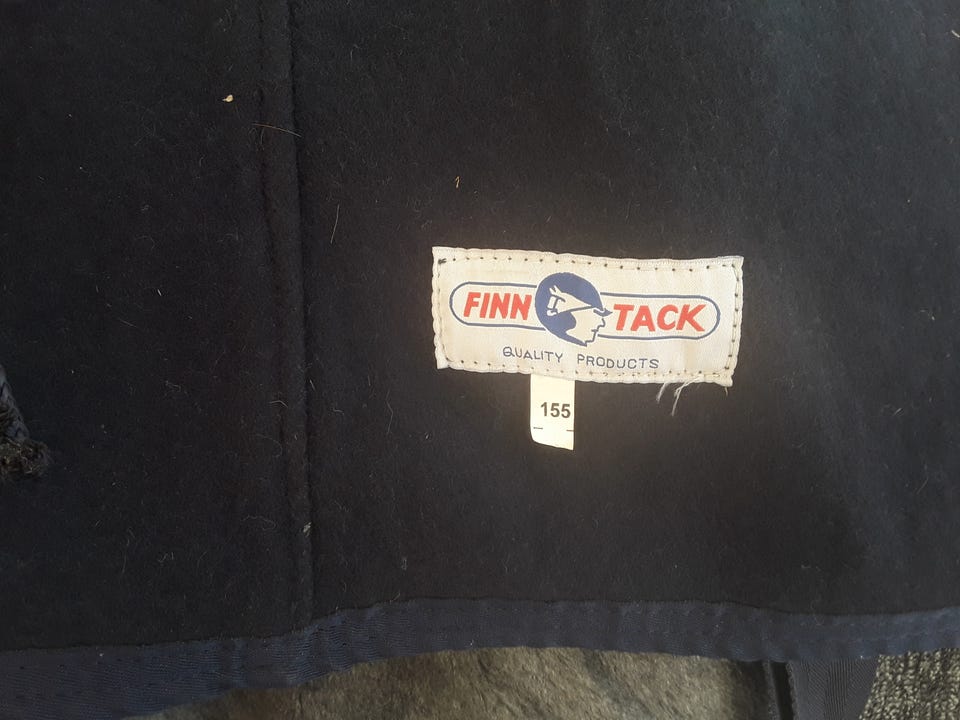 FINN TACK
QUALITY PRODUCTS
155